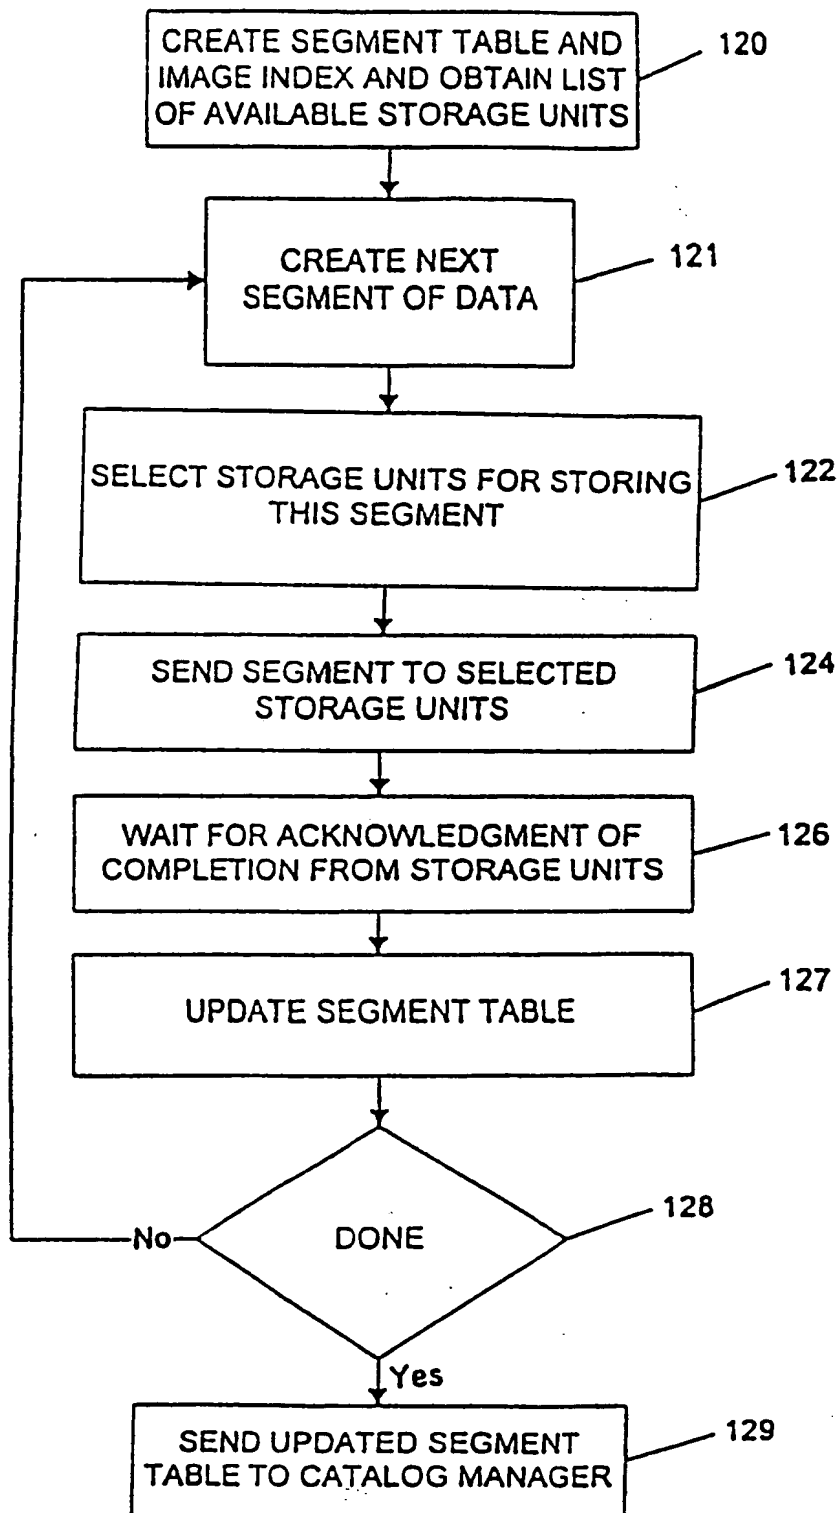 CREATE SEGMENT TABLE AND
IMAGE INDEX AND OBTAIN LIST
OF AVAILABLE STORAGE UNITS
120
CREATE NEXT
SEGMENT OF DATA
121
SELECT STORAGE UNITS FOR STORING
THIS SEGMENT
122
SEND SEGMENT TO SELECTED
STORAGE UNITS
124
WAIT FOR ACKNOWLEDGMENT OF
COMPLETION FROM STORAGE UNITS
126
UPDATE SEGMENT TABLE
127
DONE
128
No
Yes
SEND UPDATED SEGMENT
TABLE TO CATALOG MANAGER
129